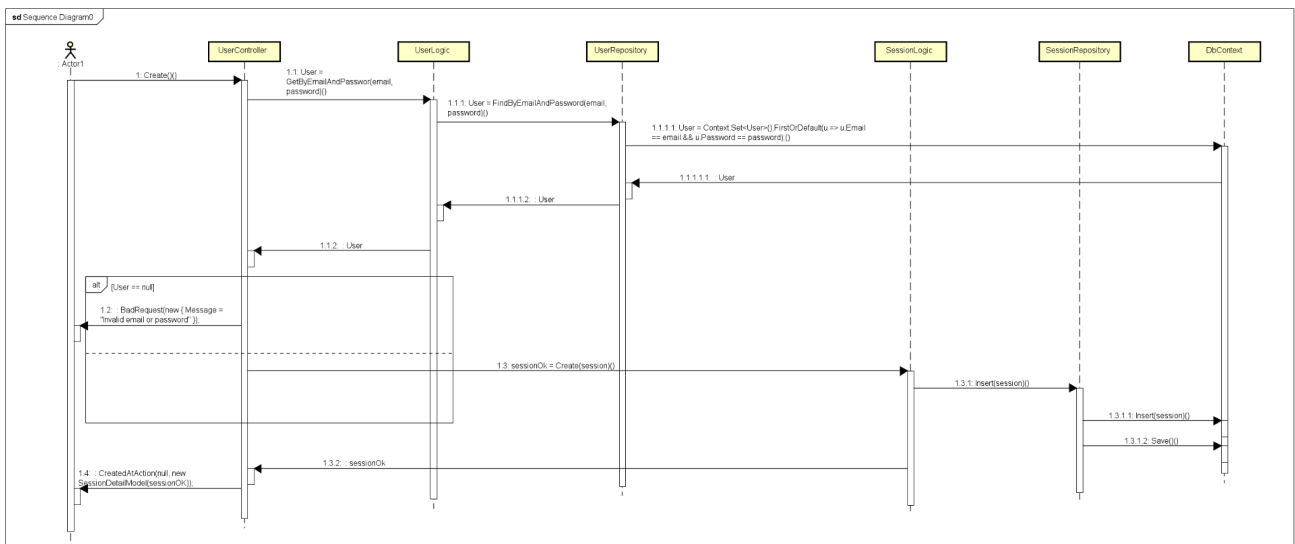 sd Sequence Diagram0
: Actor1
UserController
UserLogic
UserRepository
SessionLogic
SessionRepository
DbContext
1: Create()()
1.1: User =
GetByEmailAndPasswor(email,
password)()
1.1.1: User = FindByEmailAndPassword(email,
password)()
1.1.1.1: User = Context.Set<User>().FirstOrDefault(u => u.Email
== email && u.Password == password);()
1.1.1.1.1: : User
1.1.1.2: : User
1.1.2: : User
alt
[User == null]
1.2: : BadRequest(new { Message =
"Invalid email or password" });
1.3: sessionOk = Create(session)()
1.3.1: Insert(session)()
1.3.1.1: Insert(session)()
1.3.1.2: Save()()
1.3.2: : sessionOk
1.4: : CreatedAtAction(null, new
SessionDetailModel(sessionOK));